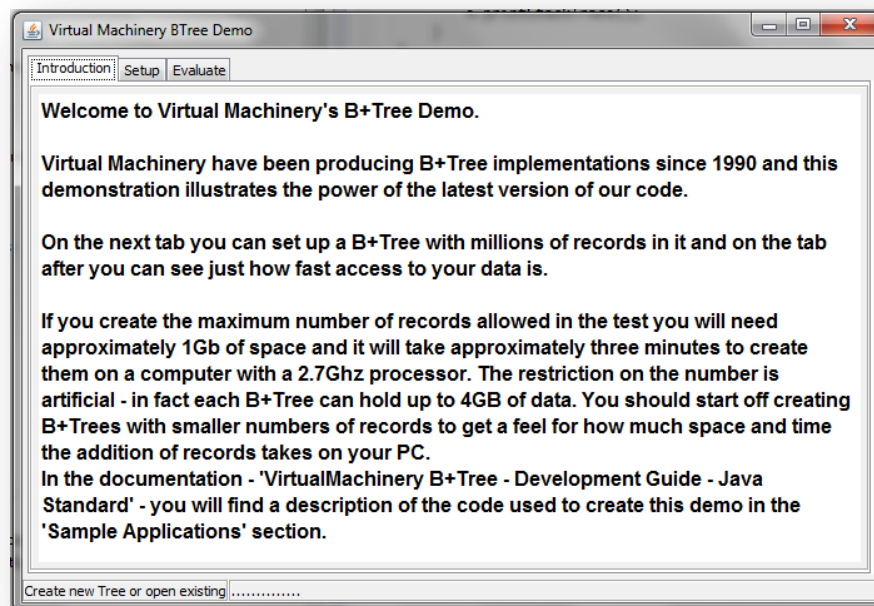 Virtual Machinery BTree Demo
Introduction Setup Evaluate
Welcome to Virtual Machinery's B+Tree Demo.
Virtual Machinery have been producing B+Tree implementations since 1990 and this
demonstration illustrates the power of the latest version of our code.
On the next tab you can set up a B+Tree with millions of records in it and on the tab
after you can see just how fast access to your data is.
If you create the maximum number of records allowed in the test you will need
approximately 1Gb of space and it will take approximately three minutes to create
them on a computer with a 2.7Ghz processor. The restriction on the number is
artificial - in fact each B+Tree can hold up to 4GB of data. You should start off creating
B+Trees with smaller numbers of records to get a feel for how much space and time
the addition of records takes on your PC.
In the documentation - 'VirtualMachinery B+Tree - Development Guide - Java
Standard' - you will find a description of the code used to create this demo in the
'Sample Applications' section.
Create new Tree or open existing ..............